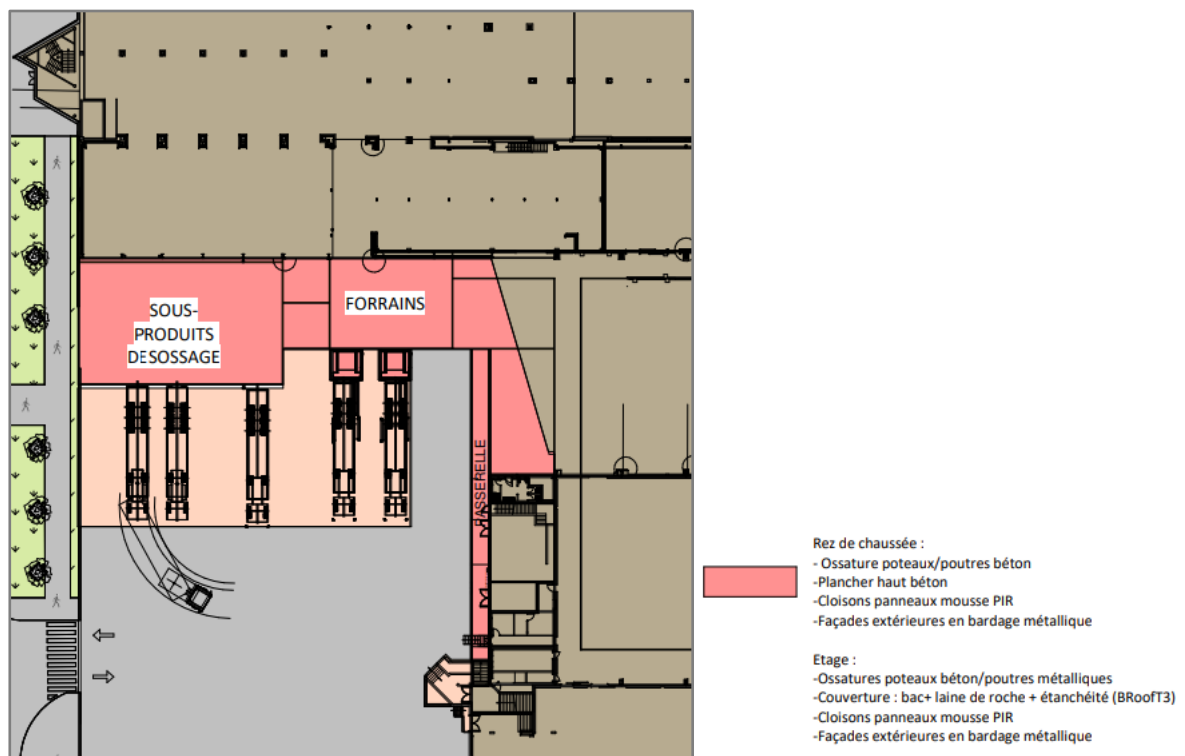 SOUS-
PRODUITS
DESOSSAGE
FORRAINS
PASSERELLE
Rez de chaussée :
- Ossature poteaux/poutres béton
-Plancher haut béton
-Cloisons panneaux mousse PIR
-Façades extérieures en bardage métallique
Etage :
-Ossatures poteaux béton/poutres métalliques
-Couverture : bac+ laine de roche + étanchéité (BRoofT3)
-Cloisons panneaux mousse PIR
-Façades extérieures en bardage métallique